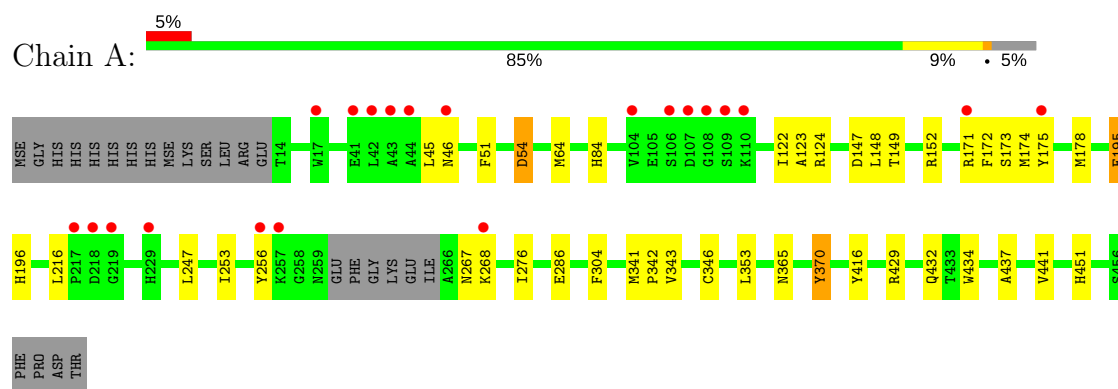 5%
Chain A:
85% 9% • 5%
MSE GLY HIS HIS HIS HIS HIS HIS MSE LYS SER LEU ARG GLU T14 W17 E41 L42 A43 A44 L45 N46 F51 D54 M64 H84 V104 E105 S106 D107 G108 S109 K110 I122 A123 R124 D147 L148 T149 R152 R171 F172 S173 M174 Y175 M178
H196 L216 P217 D218 G219 H229 L247 I253 Y256 K257 G258 N259 GLU PHE GLY LYS GLU ILE A266 N267 K268 I276 E286 F304 M341 P342 V343 C346 L353 N365 Y370 Y416 R429 Q432 T433 W434 A437 V441 H451 S456
PHE PRO ASP THR